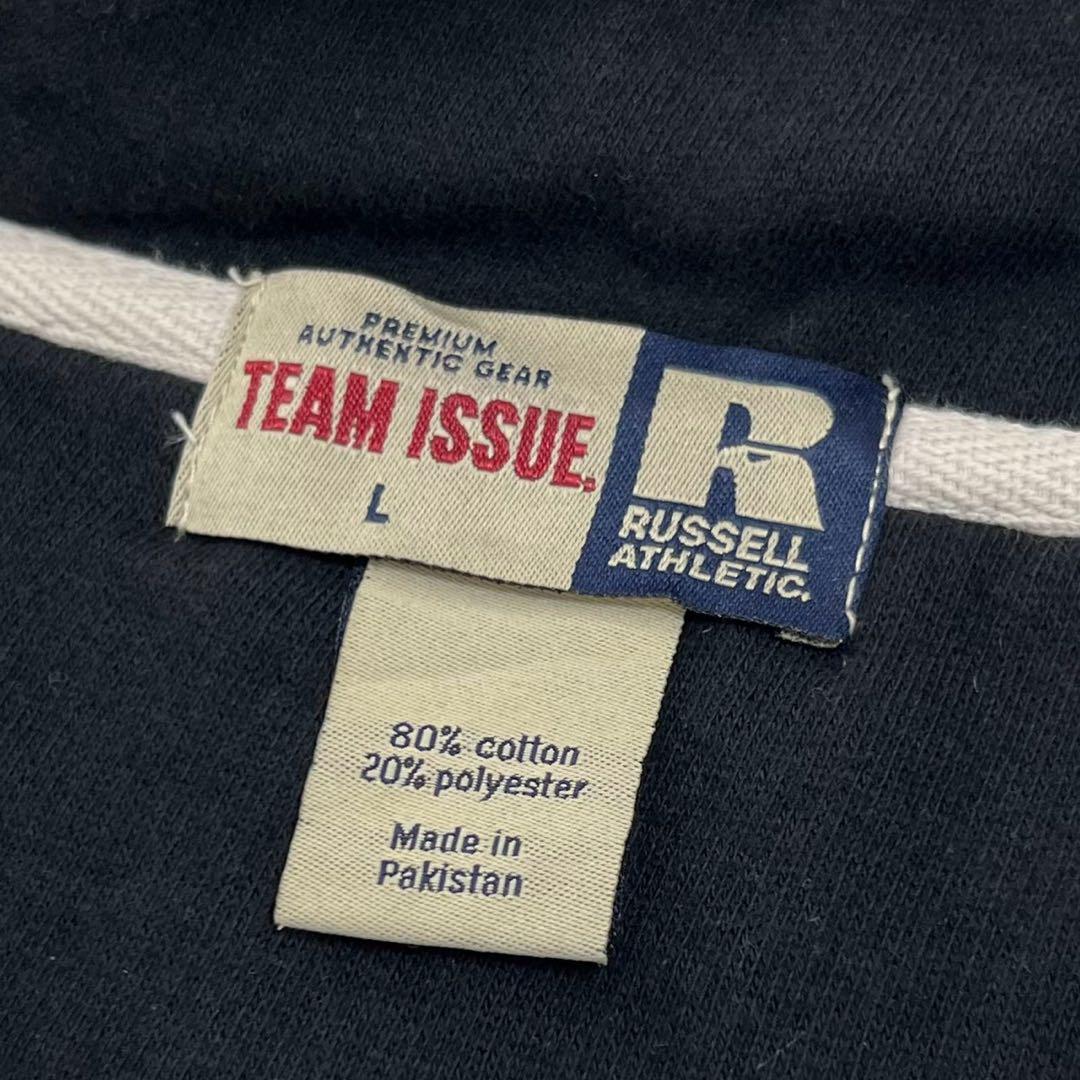 PREMIUM
AUTHENTIC GEAR
TEAM ISSUE.
L
R
RUSSELL
ATHLETIC.
80% cotton
20% polyester
Made in
Pakistan